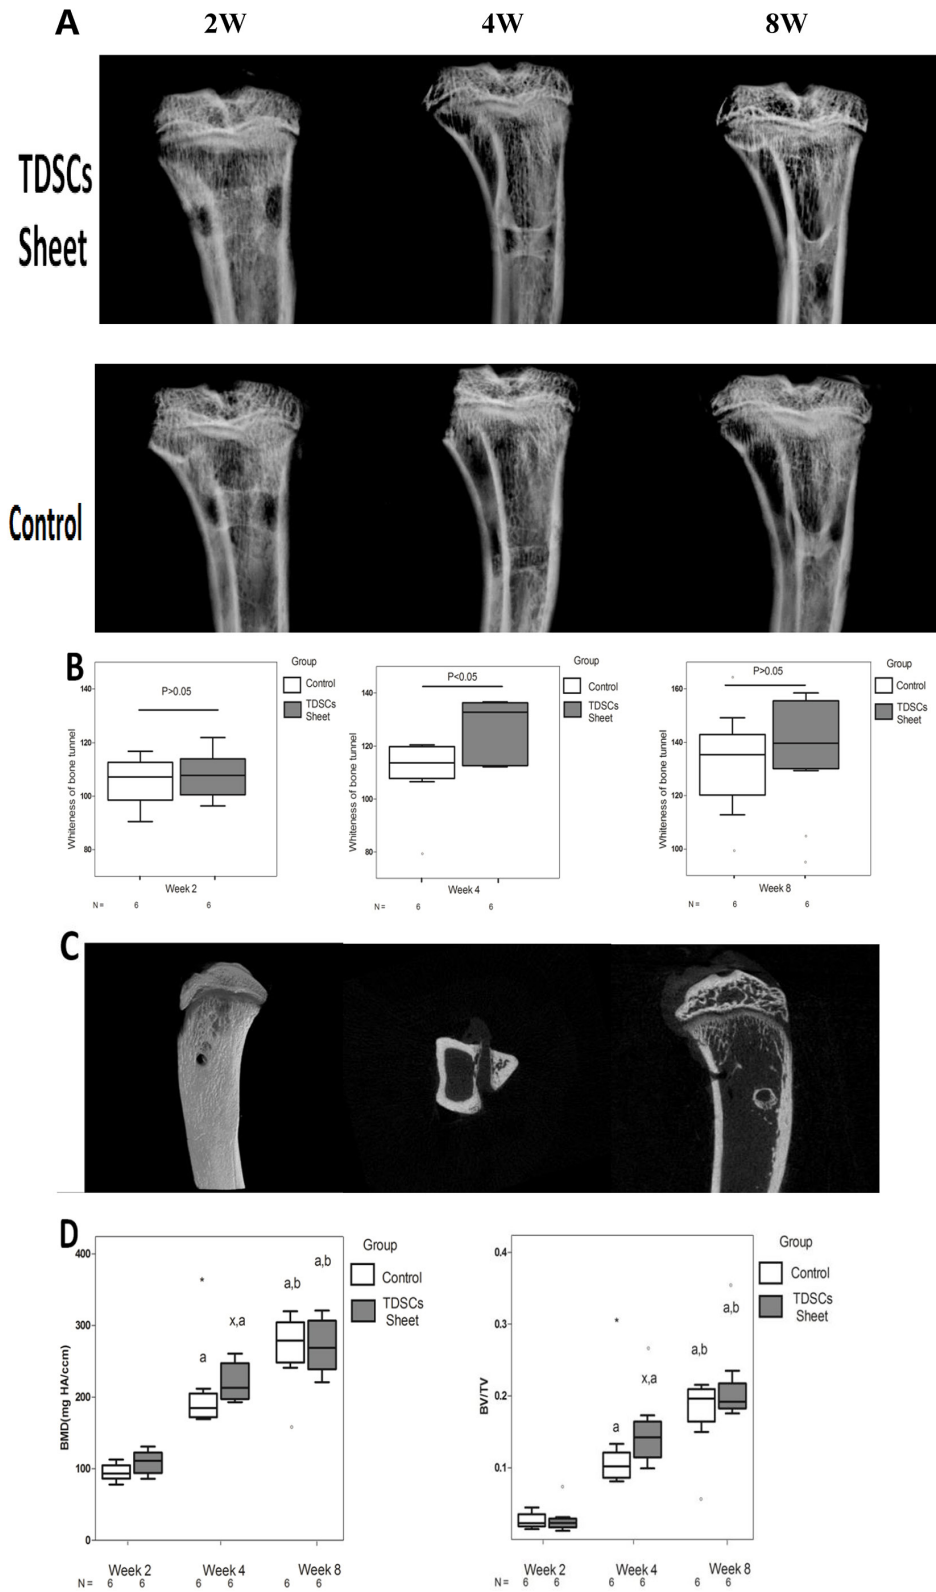 A
2W
4W
8W
TDSCs
Sheet
Control
B
Group
Control
TDSCs
Sheet
P>0.05
Whiteness of bone tunnel
140
120
100
80
Week 2
N = 6 6
Group
Control
TDSCs
Sheet
P<0.05
Whiteness of bone tunnel
140
120
100
80
Week 4
N = 6 6
Group
Control
TDSCs
Sheet
P>0.05
Whiteness of bone tunnel
160
140
120
100
Week 8
N = 6 6
C
D
Group
Control
TDSCs
Sheet
BMD(mg HA/ccm)
400
300
200
100
0
*
a
x,a
a,b
a,b
Week 2 Week 4 Week 8
N = 6 6 6 6 6 6
Group
Control
TDSCs
Sheet
BV/TV
0.4
0.3
0.2
0.1
*
a
x,a
a,b
a,b
Week 2 Week 4 Week 8
N = 6 6 6 6 6 6